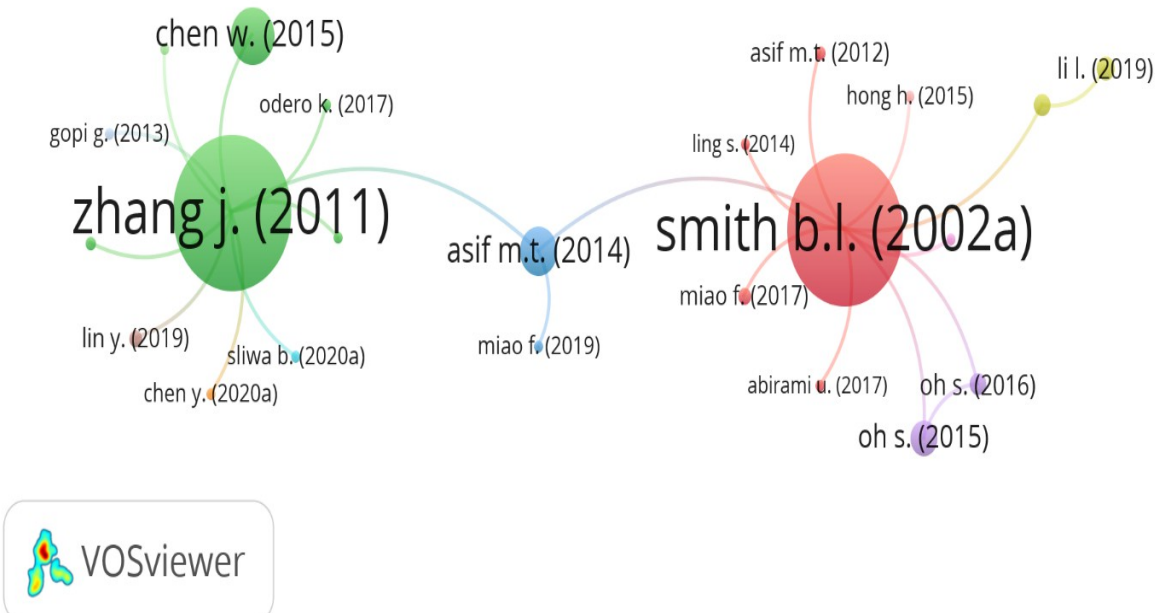 chen w. (2015)
odero k. (2017)
gopi g. (2013)
zhang j. (2011)
lin y. (2019)
sliwa b. (2020a)
chen y. (2020a)
asif m.t. (2014)
miao f. (2019)
asif m.t. (2012)
li l. (2019)
hong h. (2015)
ling s. (2014)
smith b.l. (2002a)
miao f. (2017)
abirami u. (2017)
oh s. (2016)
oh s. (2015)
VOSviewer